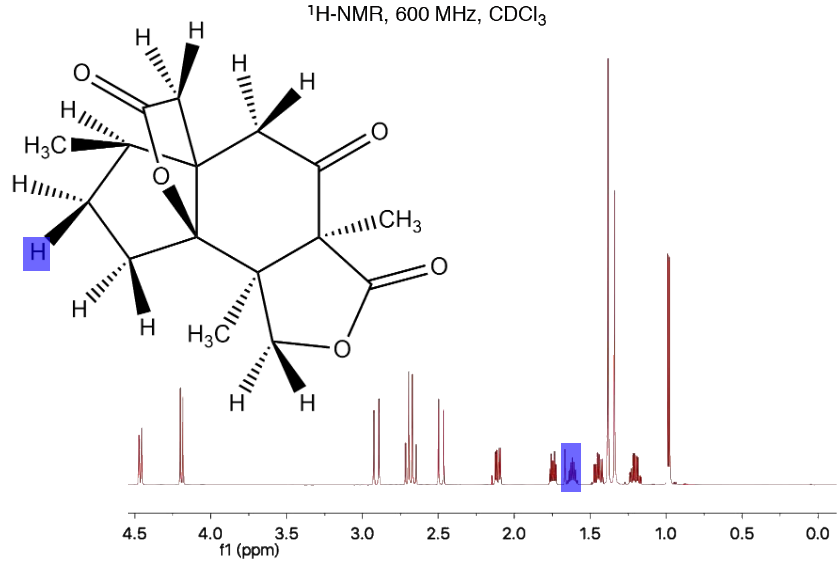 ¹H-NMR, 600 MHz, CDCl₃
H H
O H H
H O
H₃C O
H CH₃
H O
H H H₃C O
H H
4.5 4.0 3.5 3.0 2.5 2.0 1.5 1.0 0.5 0.0
f1 (ppm)